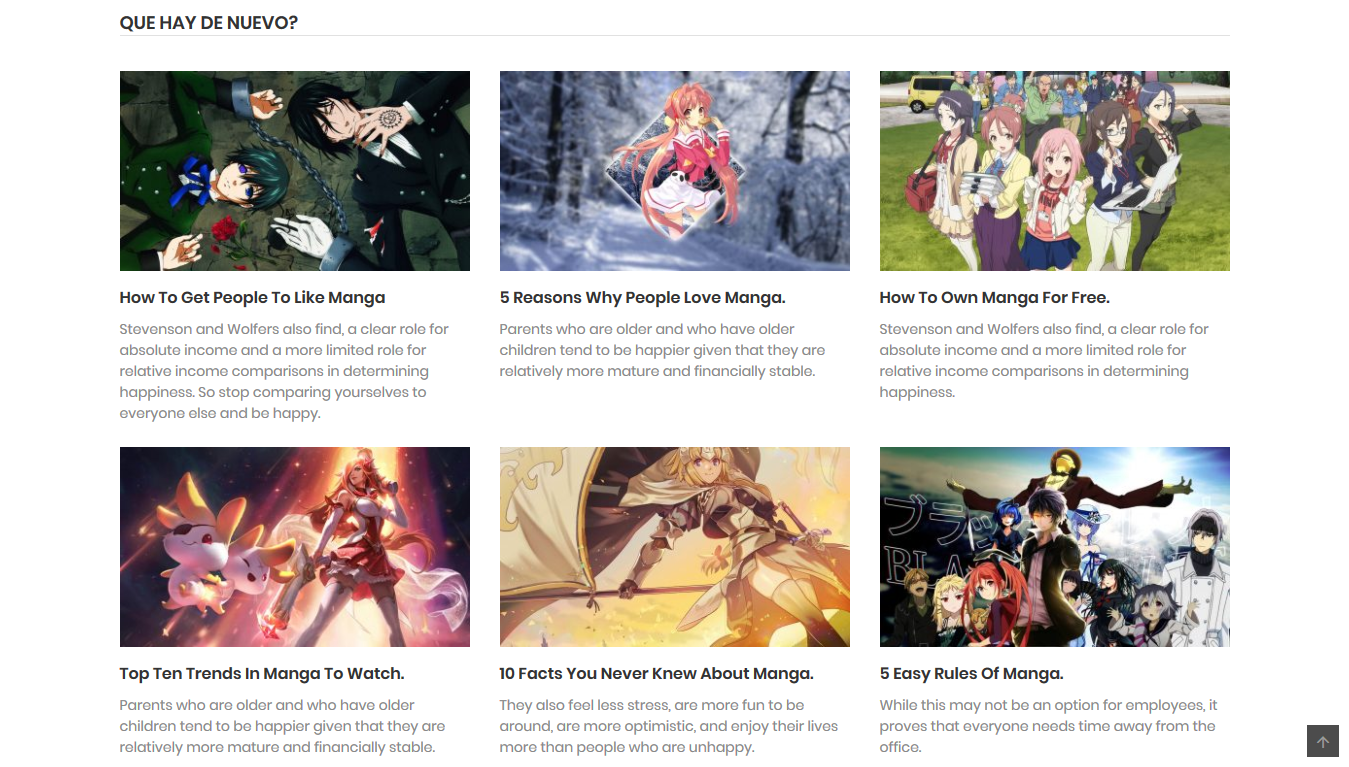 QUE HAY DE NUEVO?
How To Get People To Like Manga
Stevenson and Wolfers also find, a clear role for
absolute income and a more limited role for
relative income comparisons in determining
happiness. So stop comparing yourselves to
everyone else and be happy.
5 Reasons Why People Love Manga.
Parents who are older and who have older
children tend to be happier given that they are
relatively more mature and financially stable.
How To Own Manga For Free.
Stevenson and Wolfers also find, a clear role for
absolute income and a more limited role for
relative income comparisons in determining
happiness.
ブラッ
BLA
Top Ten Trends In Manga To Watch.
Parents who are older and who have older
children tend to be happier given that they are
relatively more mature and financially stable.
10 Facts You Never Knew About Manga.
They also feel less stress, are more fun to be
around, are more optimistic, and enjoy their lives
more than people who are unhappy.
5 Easy Rules Of Manga.
While this may not be an option for employees, it
proves that everyone needs time away from the
office.